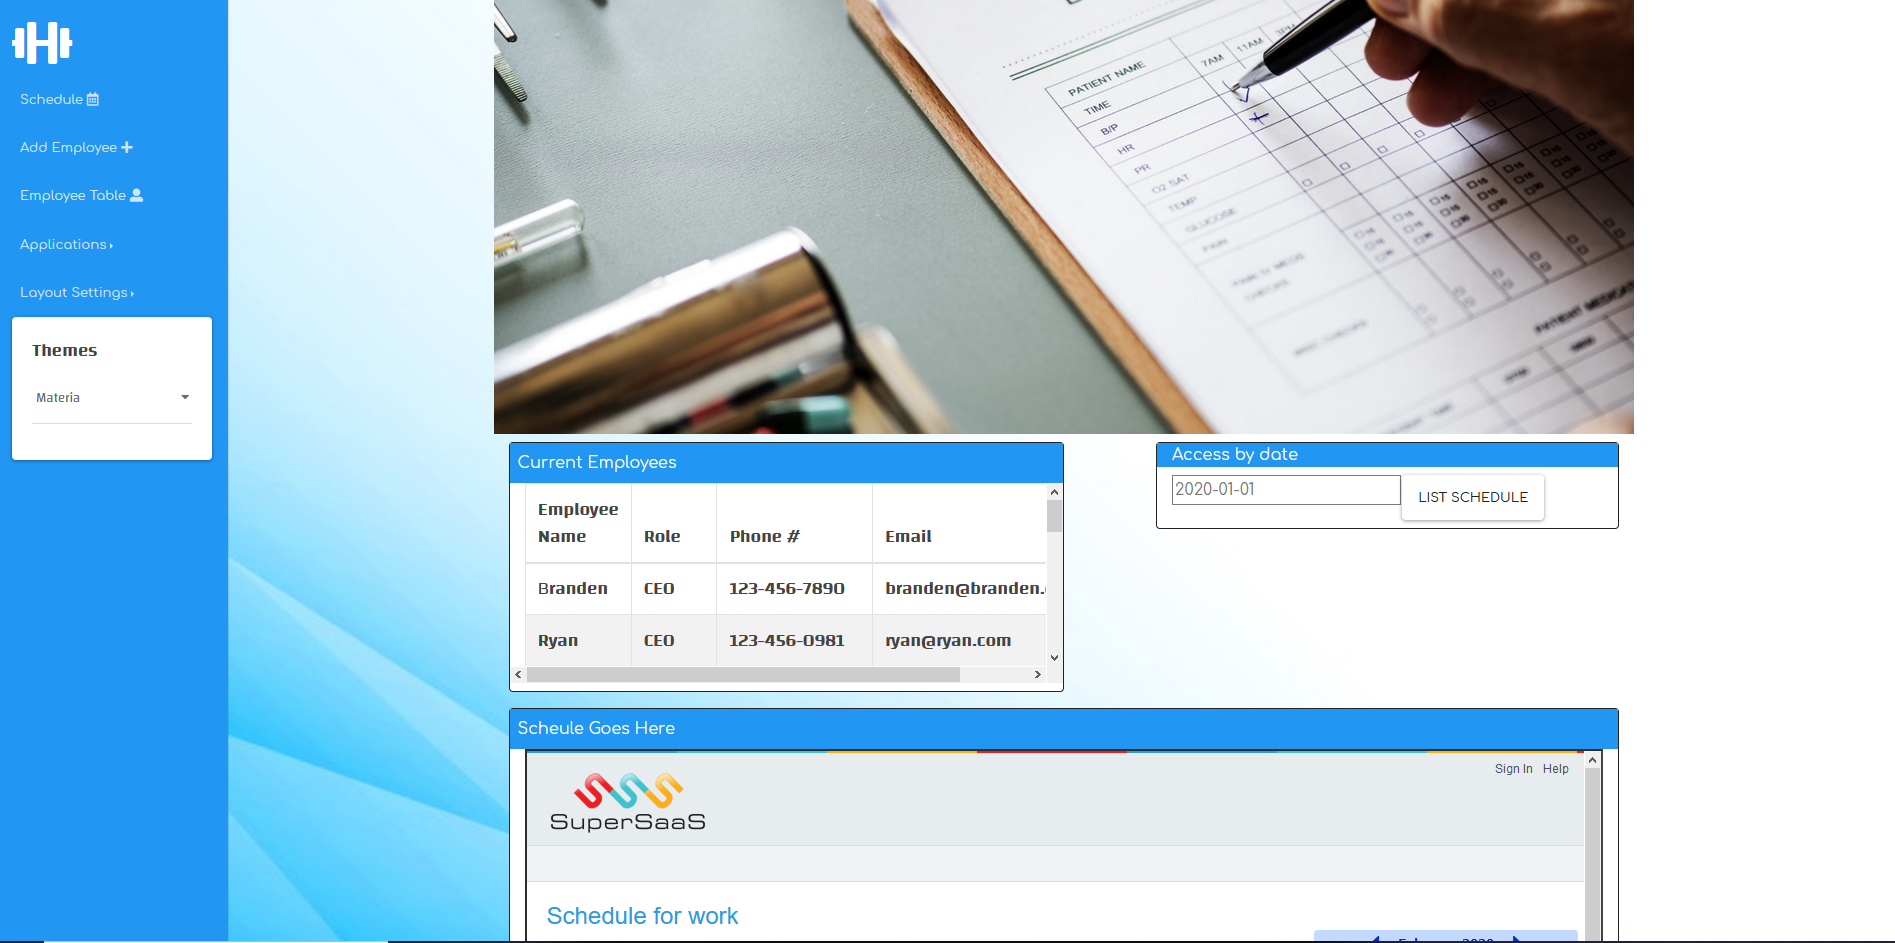 Schedule
Add Employee
Employee Table
Applications
Layout Settings
Themes
Materia
PATIENT NAME
7AM
11AM
3PM
TIME
B/P
HR
PR
O2 SAT
TEMP
GLUCOSE
PAIN
Current Employees
Employee Name
Role
Phone #
Email
Branden
CEO
123-456-7890
branden@branden.
Ryan
CEO
123-456-0981
ryan@ryan.com
Access by date
2020-01-01
LIST SCHEDULE
Scheule Goes Here
Sign In
Help
SuperSaaS
Schedule for work